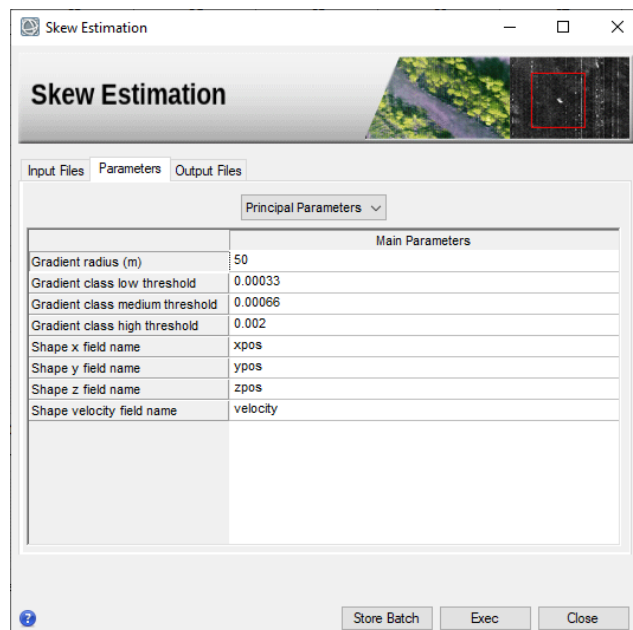 Skew Estimation
Skew Estimation
Input Files Parameters Output Files
Principal Parameters
Main Parameters
Gradient radius (m) 50
Gradient class low threshold 0.00033
Gradient class medium threshold 0.00066
Gradient class high threshold 0.002
Shape x field name xpos
Shape y field name ypos
Shape z field name zpos
Shape velocity field name velocity
? Store Batch Exec Close